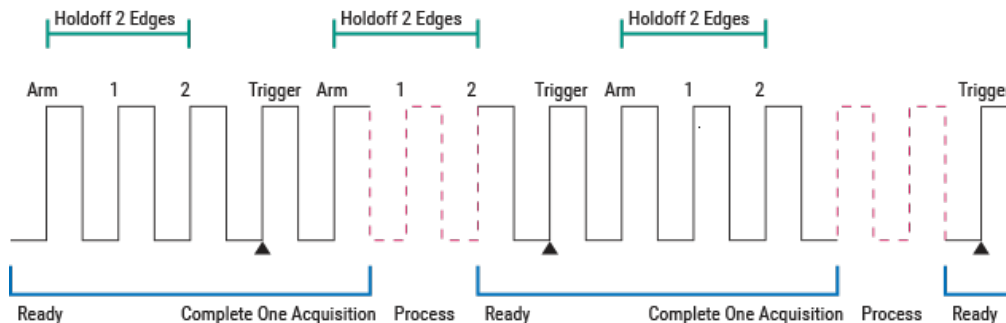 Holdoff 2 Edges Holdoff 2 Edges Holdoff 2 Edges
Arm 1 2 Trigger Arm 1 2 Trigger Arm 1 2 Trigger
Ready Complete One Acquisition Process Ready Complete One Acquisition Process Ready